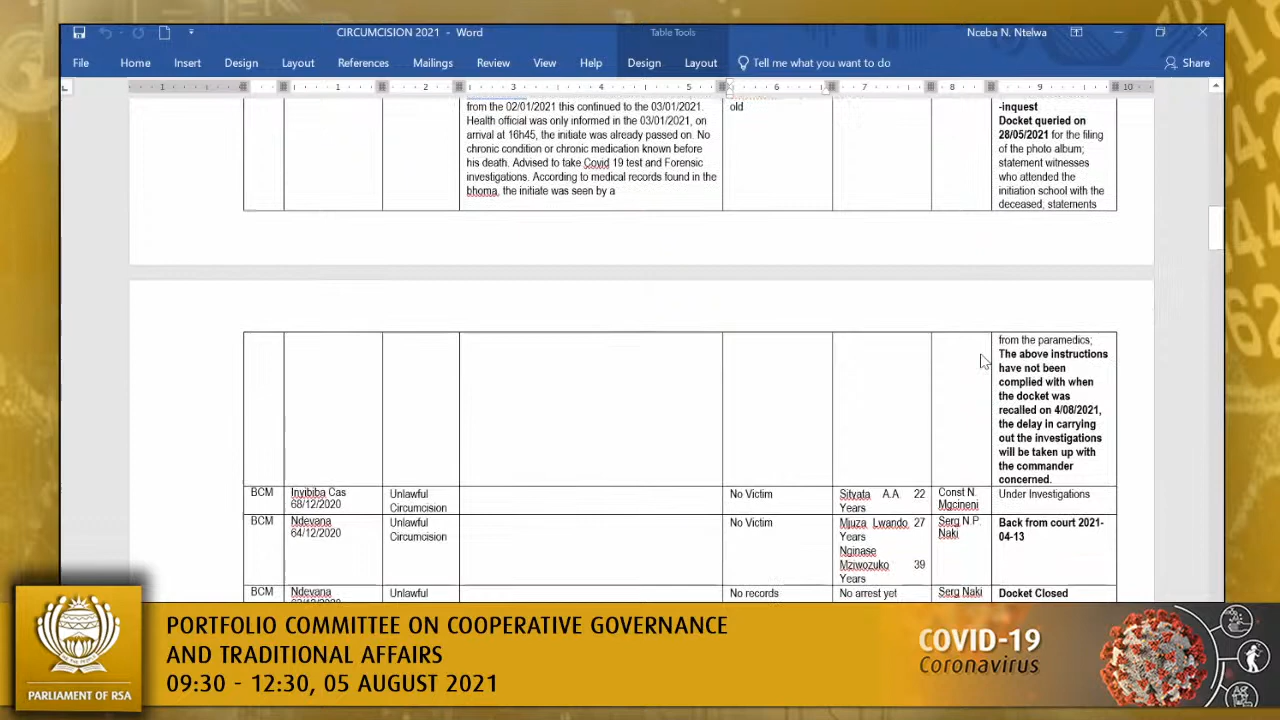 CIRCUMCISION 2021 - Word
Table Tools
Nceba N. Ntelwa
File Home Insert Design Layout References Mailings Review View Help Design Layout Tell me what you want to do Share
1 1 2 3 4 5 6 7 8 9 10
from the 02/01/2021 this continued to the 03/01/2021.
Health official was only informed in the 03/01/2021, on
arrival at 16h45, the initiate was already passed on. No
chronic condition or chronic medication known before
his death. Advised to take Covid 19 test and Forensic
investigations. According to medical records found in the
bhoma, the initiate was seen by a
old
-inquest
Docket queried on
28/05/2021 for the filing
of the photo album;
statement witnesses
who attended the
initiation school with the
deceased, statements
from the paramedics;
The above instructions
have not been
complied with when
the docket was
recalled on 4/08/2021,
the delay in carrying
out the investigations
will be taken up with
the commander
concerned.
BCM
Inyibiba Cas
68/12/2020
Unlawful
Circumcision
No Victim
Sityata A.A 22
Years
Const N.
Mgcineni
Under Investigations
BCM
Ndevana
64/12/2020
Unlawful
Circumcision
No Victim
Mjuza Lwando 27
Years
Nginase
Mziwozuko 39
Years
Serg N.P.
Naki
Back from court 2021-
04-13
BCM
Ndevana
Unlawful
No records
No arrest yet
Serg Naki
Docket Closed
PARLIAMENT OF RSA
PORTFOLIO COMMITTEE ON COOPERATIVE GOVERNANCE
AND TRADITIONAL AFFAIRS
09:30 - 12:30, 05 AUGUST 2021
COVID-19
Coronavirus